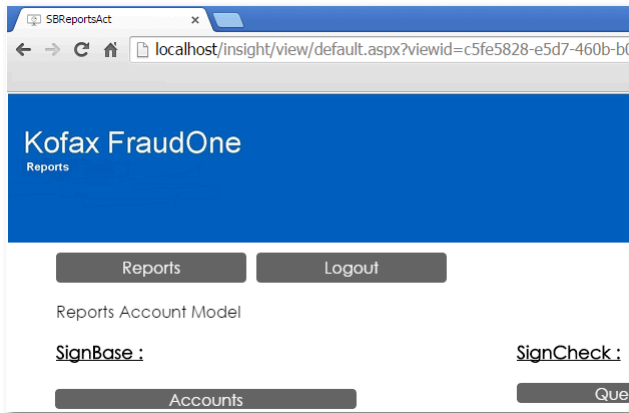 SBReportsAct
localhost/insight/view/default.aspx?viewid=c5fe5828-e5d7-460b-b
Kofax FraudOne
Reports
Reports Logout
Reports Account Model
SignBase : SignCheck :
Accounts Que